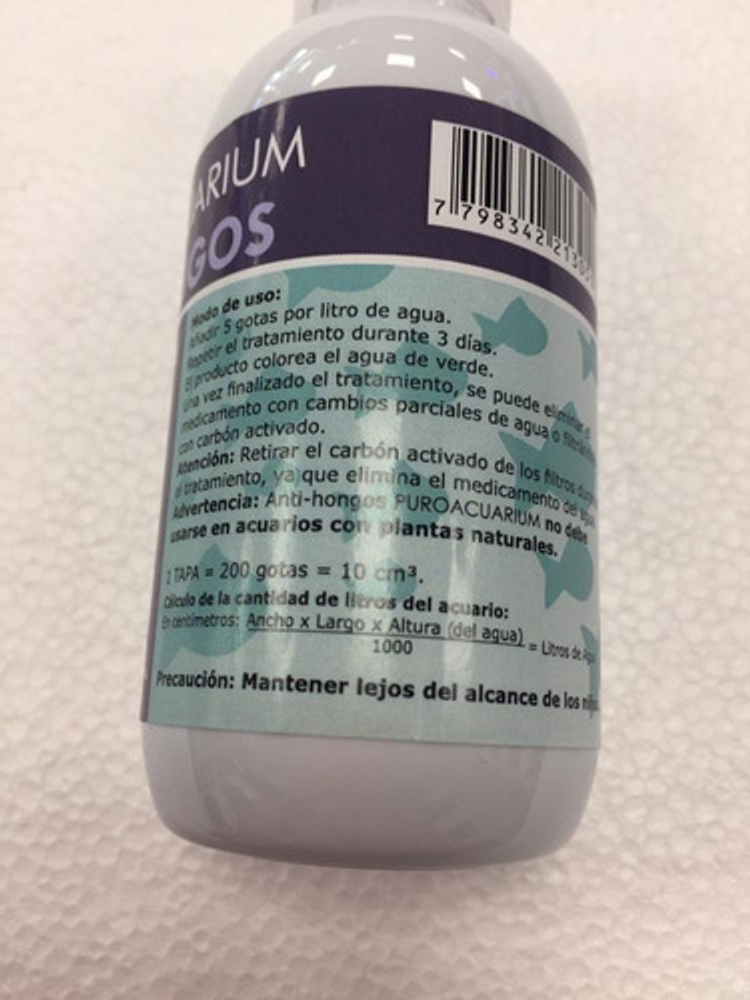 ARIUM
GOS
7 798342 213
Modo de uso:
Añadir 5 gotas por litro de agua.
Repetir el tratamiento durante 3 días.
El producto colorea el agua de verde.
Una vez finalizado el tratamiento, se puede eliminar el
medicamento con cambios parciales de agua o
con carbón activado.
Atención: Retirar el carbón activado de los filtros
el tratamiento, ya que elimina el medicamento del
Advertencia: Anti-hongos PUROACUARIUM no debe
usarse en acuarios con plantas naturales.
1 TAPA = 200 gotas = 10 cm³.
Cálculo de la cantidad de litros del acuario:
En centímetros: Ancho x Largo x Altura (del agua) = Litros de
1000
Precaución: Mantener lejos del alcance de los